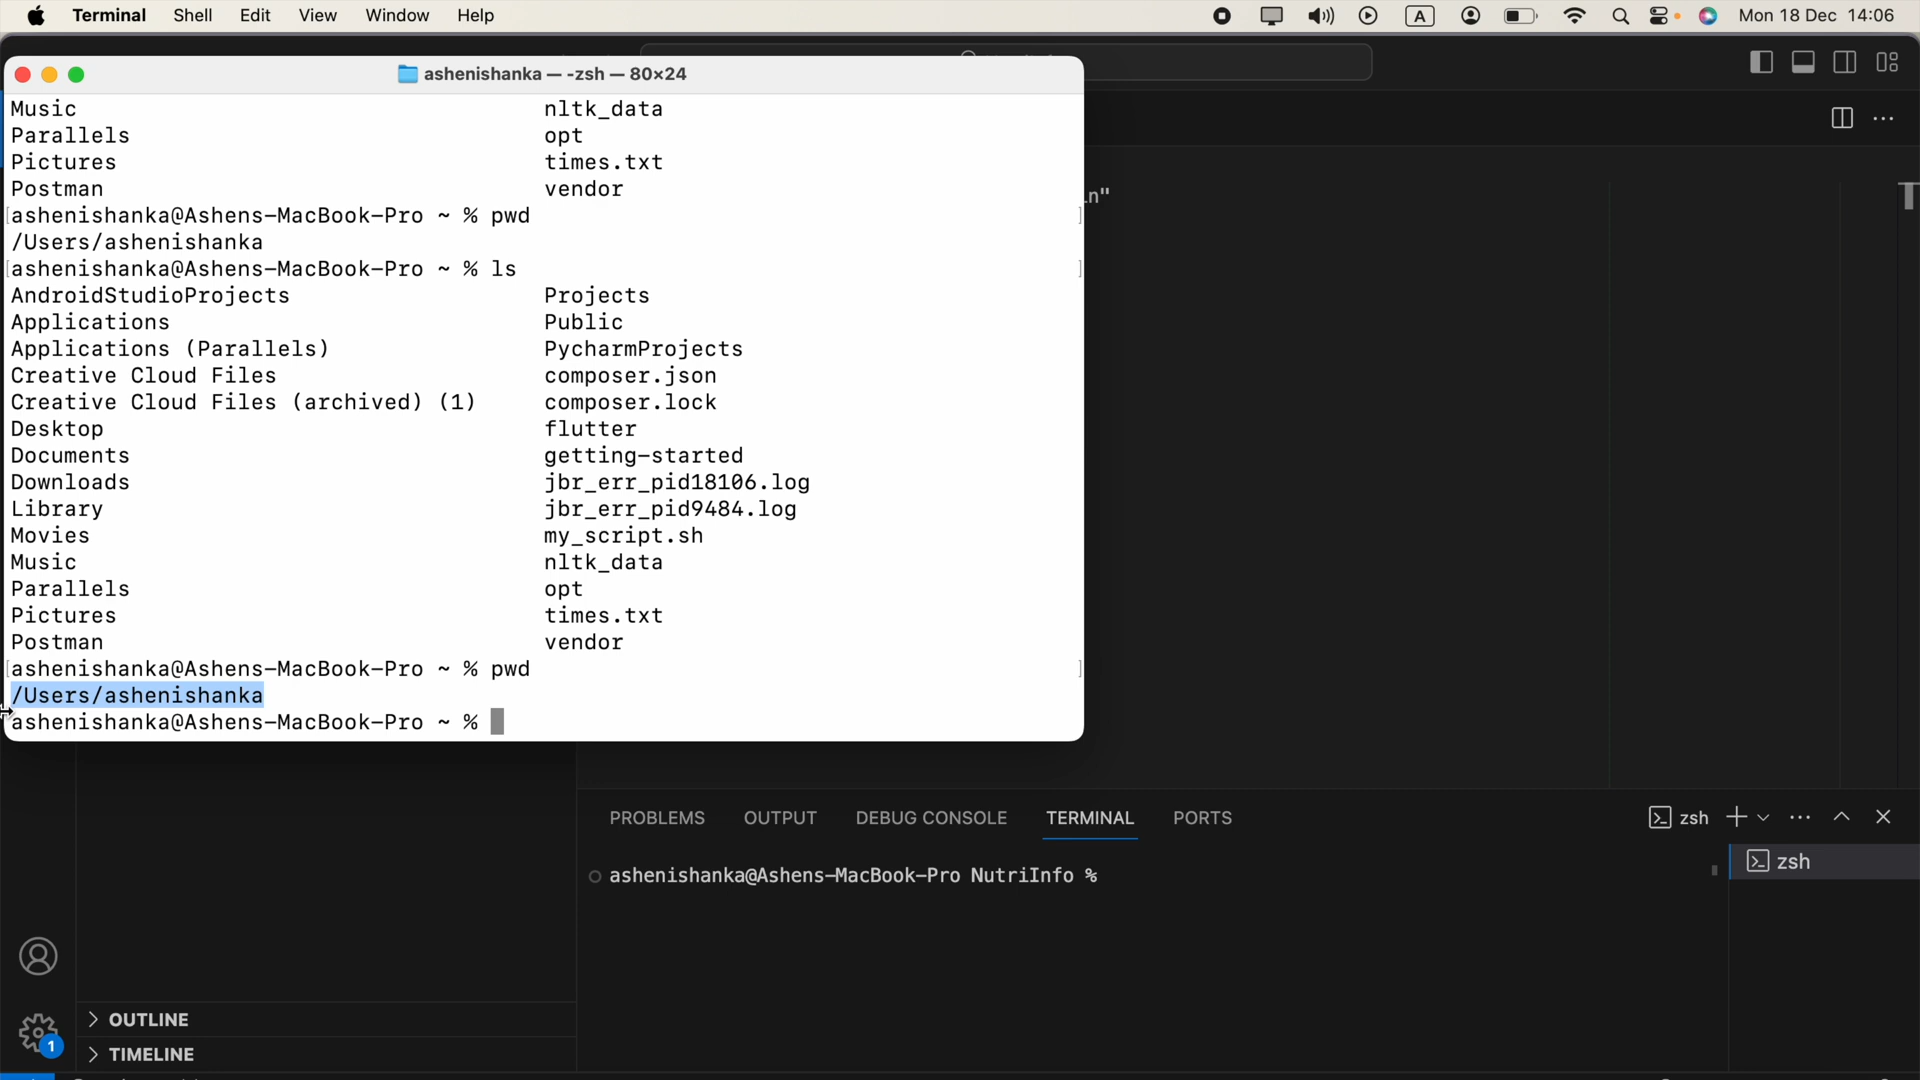 Terminal Shell Edit View Window Help A Mon 18 Dec 14:06
ashenishanka — -zsh — 80×24
Music nltk_data
Parallels opt
Pictures times.txt
Postman vendor
[ashenishanka@Ashens-MacBook-Pro ~ % pwd ]
/Users/ashenishanka
[ashenishanka@Ashens-MacBook-Pro ~ % ls ]
AndroidStudioProjects Projects
Applications Public
Applications (Parallels) PycharmProjects
Creative Cloud Files composer.json
Creative Cloud Files (archived) (1) composer.lock
Desktop flutter
Documents getting-started
Downloads jbr_err_pid18106.log
Library jbr_err_pid9484.log
Movies my_script.sh
Music nltk_data
Parallels opt
Pictures times.txt
Postman vendor
[ashenishanka@Ashens-MacBook-Pro ~ % pwd ]
/Users/ashenishanka
ashenishanka@Ashens-MacBook-Pro ~ %
PROBLEMS OUTPUT DEBUG CONSOLE TERMINAL PORTS zsh
ashenishanka@Ashens-MacBook-Pro NutriInfo %
zsh
1
OUTLINE
TIMELINE